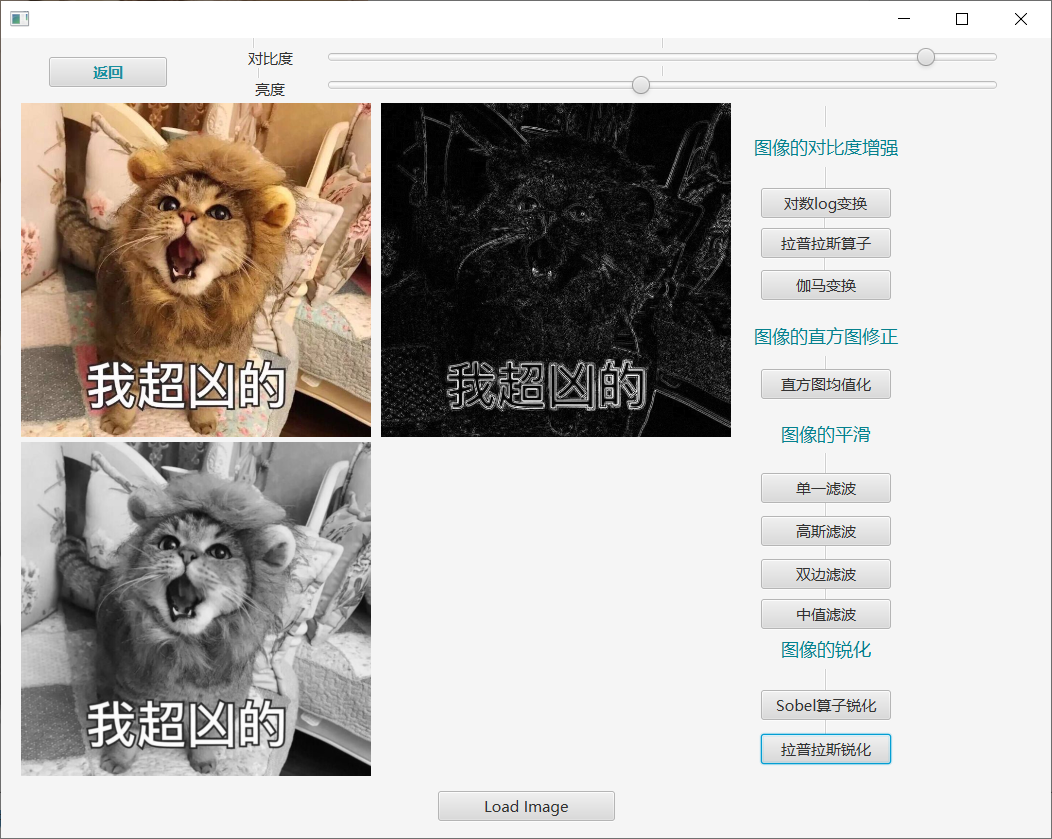 返回
对比度
亮度
我超凶的
我超凶的
我超凶的
图像的对比度增强
对数log变换
拉普拉斯算子
伽马变换
图像的直方图修正
直方图均值化
图像的平滑
单一滤波
高斯滤波
双边滤波
中值滤波
图像的锐化
Sobel算子锐化
拉普拉斯锐化
Load Image